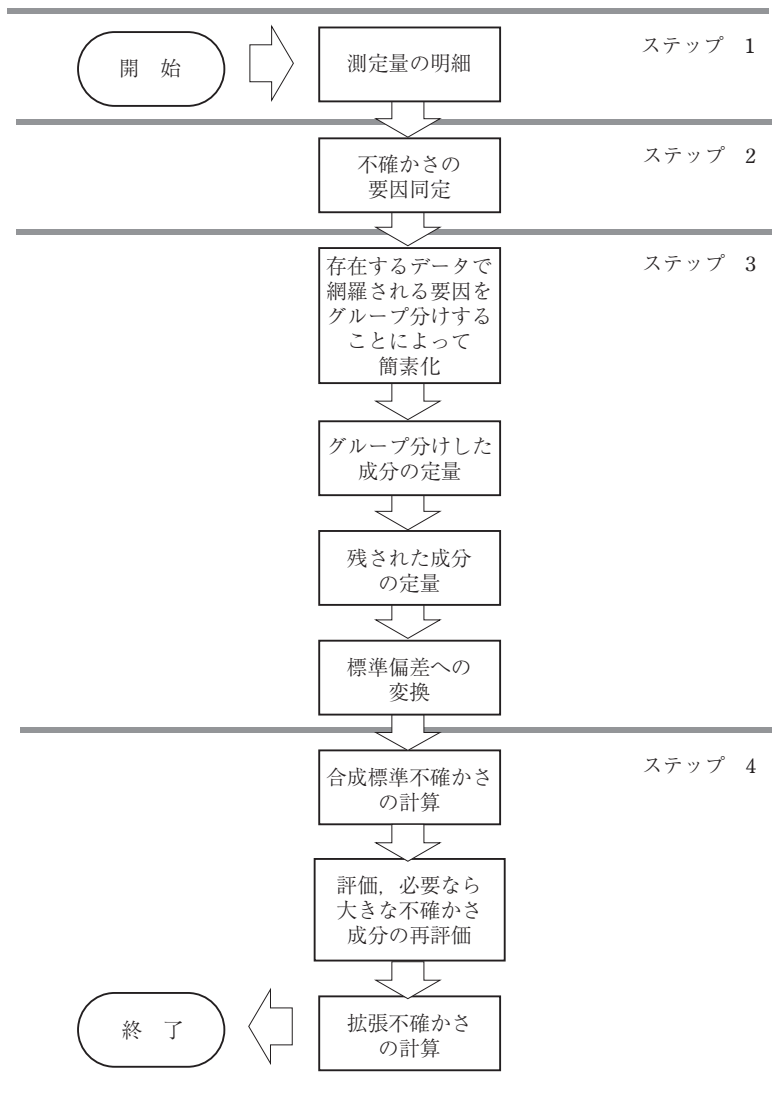 開　始
測定量の明細
ステップ　1
不確かさの
要因同定
ステップ　2
存在するデータで
網羅される要因を
グループ分けする
ことによって
簡素化
ステップ　3
グループ分けした
成分の定量
残された成分
の定量
標準偏差への
変換
合成標準不確かさ
の計算
ステップ　4
評価，必要なら
大きな不確かさ
成分の再評価
拡張不確かさ
の計算
終　了